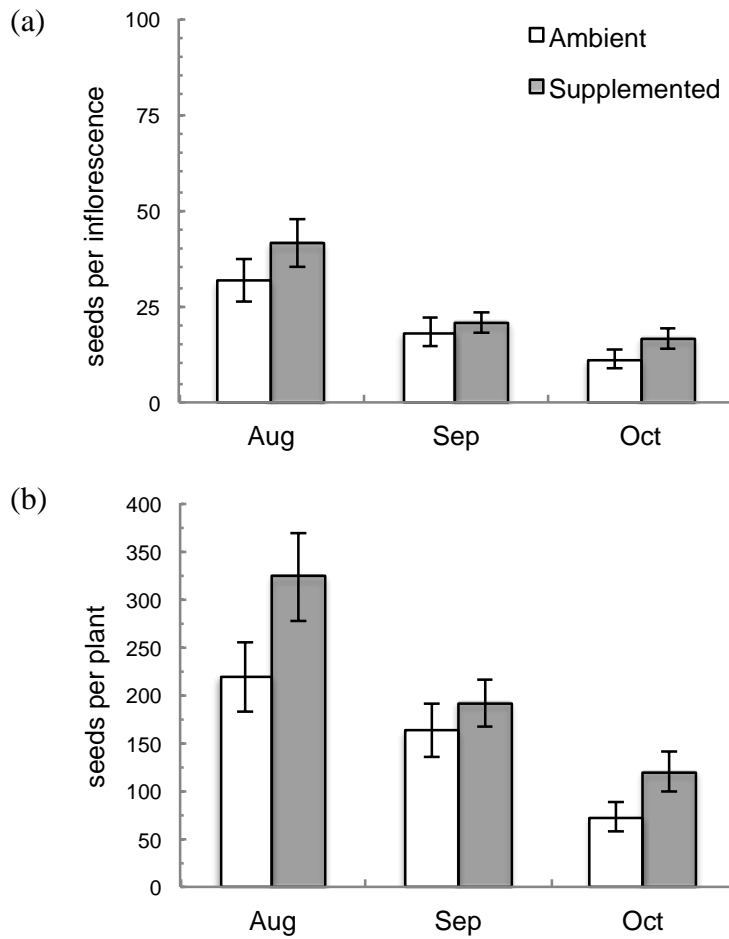 (a)
100
75
50
25
0
seeds per inflorescence
Ambient
Supplemented
Aug Sep Oct
(b)
400
350
300
250
200
150
100
50
0
seeds per plant
Aug Sep Oct